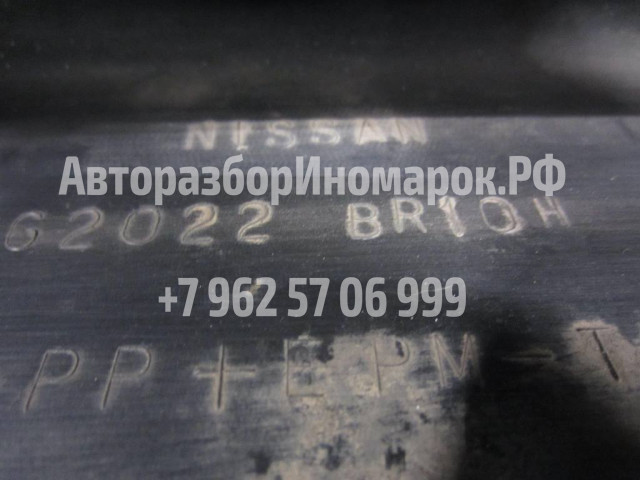 NISSAN
АвторазборИномарок.РФ
62022 BR10H
+7 962 57 06 999
PP+EPM-T